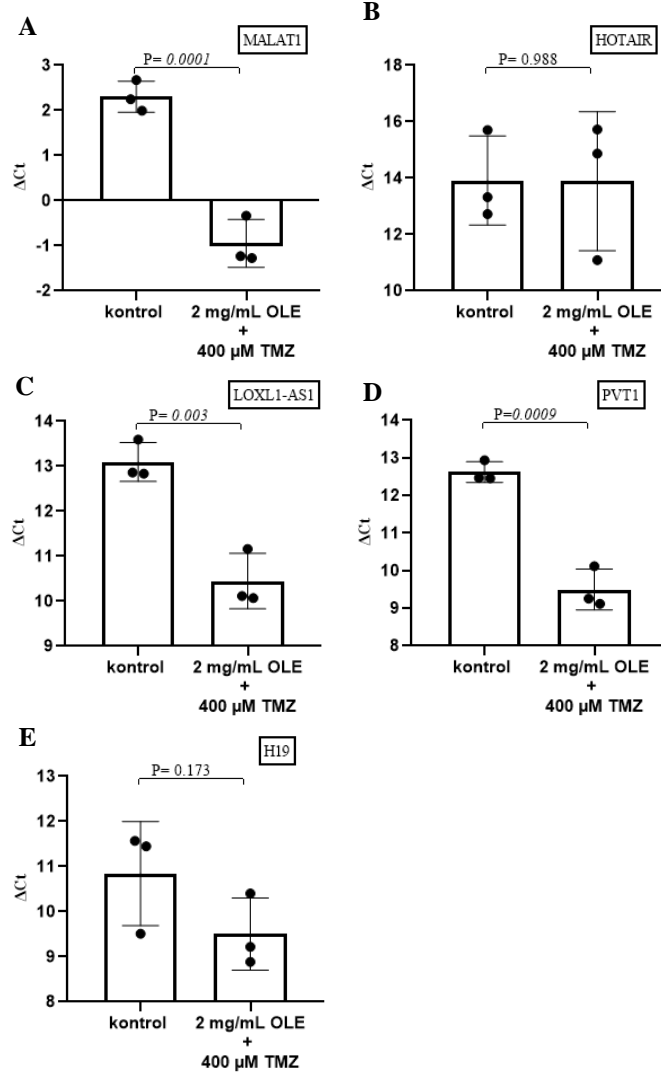 A
MALAT1
P= 0.0001
3
2
1
0
-1
-2
ΔCt
kontrol
2 mg/mL OLE
+
400 µM TMZ
B
HOTAIR
P= 0.988
18
16
14
12
10
ΔCt
kontrol
2 mg/mL OLE
+
400 µM TMZ
C
LOXL1-AS1
P= 0.003
14
13
12
11
10
9
ΔCt
kontrol
2 mg/mL OLE
+
400 µM TMZ
D
PVT1
P=0.0009
14
13
12
11
10
9
8
ΔCt
kontrol
2 mg/mL OLE
+
400 µM TMZ
E
H19
P= 0.173
13
12
11
10
9
8
ΔCt
kontrol
2 mg/mL OLE
+
400 µM TMZ